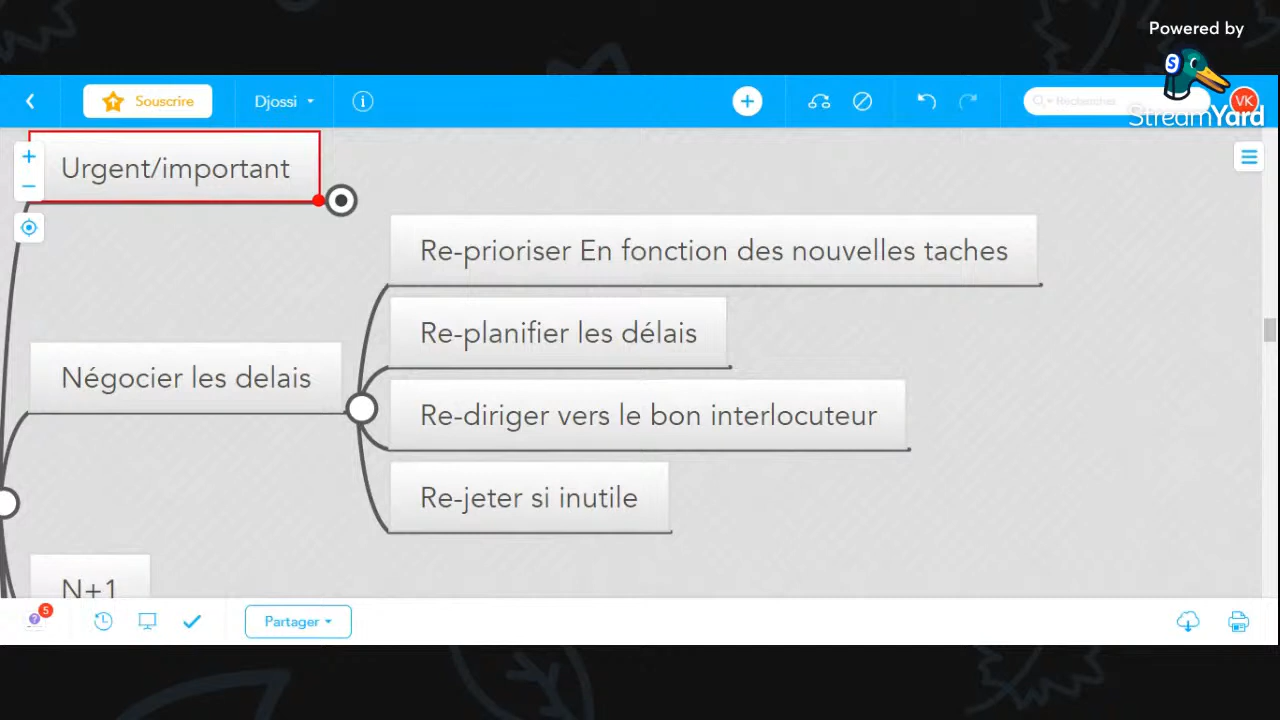 Powered by
S
StreamYard
Souscrire
Djossi
i
Recherches
VK
Urgent/important
Re-prioriser En fonction des nouvelles taches
Re-planifier les délais
Négocier les delais
Re-diriger vers le bon interlocuteur
Re-jeter si inutile
N+1
5
Partager